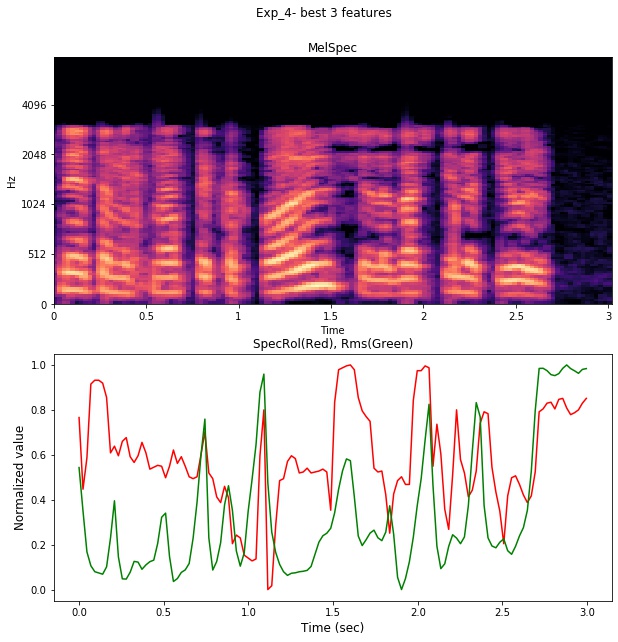 Exp_4- best 3 features
MelSpec
4096
2048
1024
512
0
Hz
0 0.5 1 1.5 2 2.5 3
Time
SpecRol(Red), Rms(Green)
1.0
0.8
0.6
0.4
0.2
0.0
Normalized value
0.0 0.5 1.0 1.5 2.0 2.5 3.0
Time (sec)